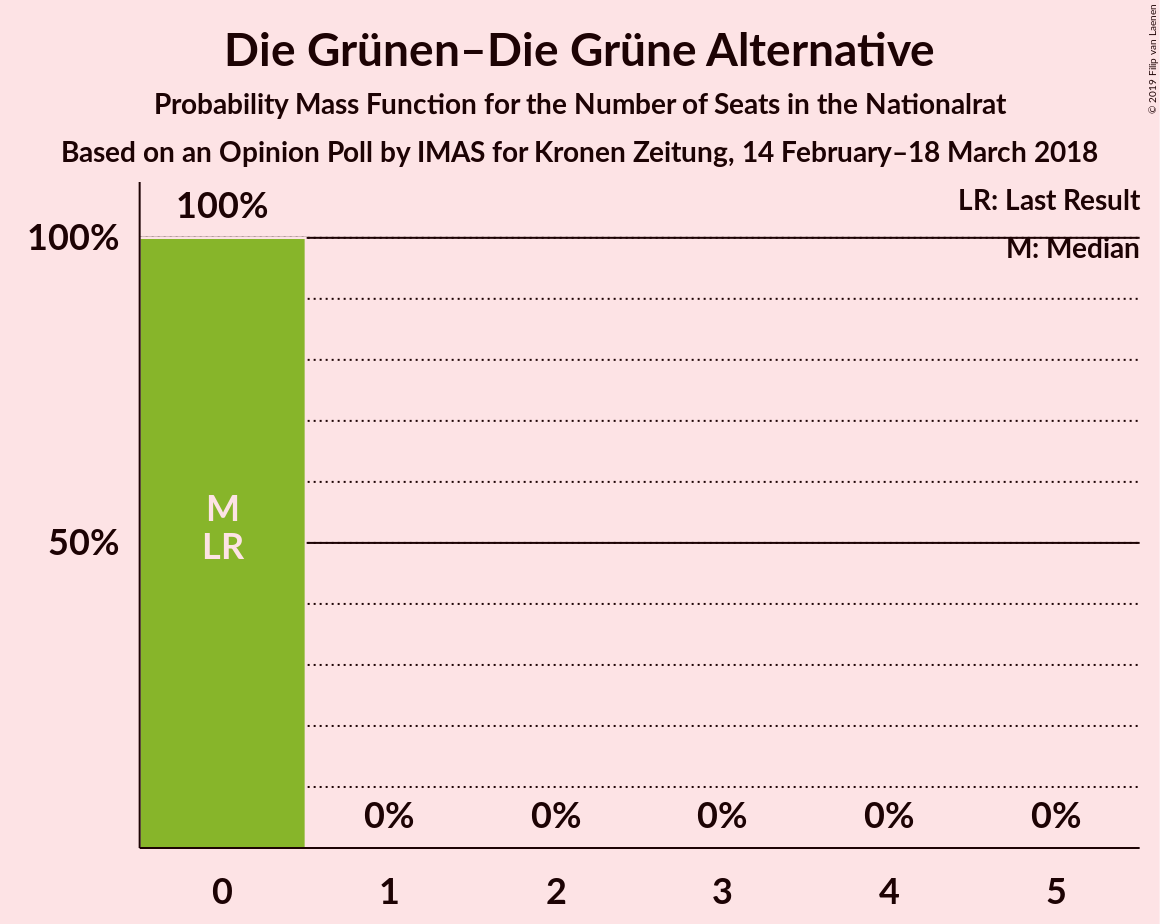 Die Grünen–Die Grüne Alternative
Probability Mass Function for the Number of Seats in the Nationalrat
Based on an Opinion Poll by IMAS for Kronen Zeitung, 14 February–18 March 2018
© 2019 Filip van Laenen
LR: Last Result
M: Median
100%
100%
50%
M
LR
0% 0% 0% 0% 0%
0 1 2 3 4 5